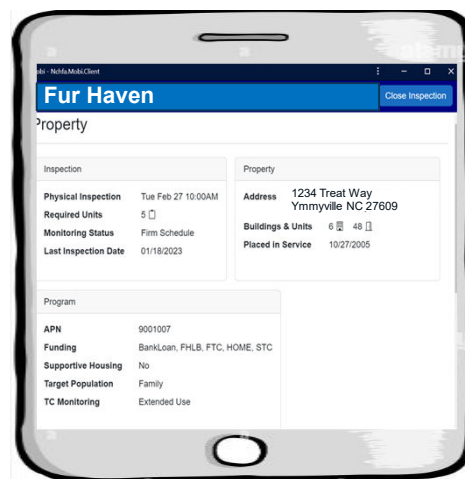 obi - Nchfa.Mobi.Client
Fur Haven
Close Inspection
Property
Inspection
Physical Inspection Tue Feb 27 10:00AM
Required Units 5
Monitoring Status Firm Schedule
Last Inspection Date 01/18/2023
Property
Address 1234 Treat Way
Ymmyville NC 27609
Buildings & Units 6 48
Placed in Service 10/27/2005
Program
APN 9001007
Funding BankLoan, FHLB, FTC, HOME, STC
Supportive Housing No
Target Population Family
TC Monitoring Extended Use